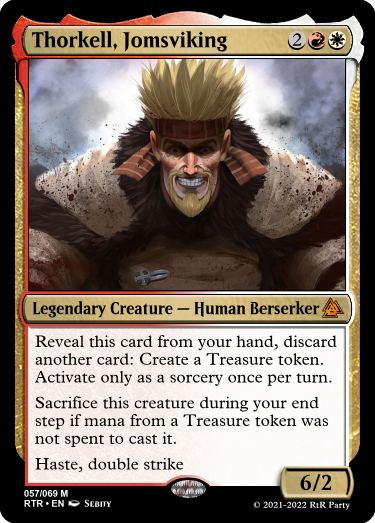 Thorkell, Jomsviking 2
Legendary Creature — Human Berserker
Reveal this card from your hand, discard
another card: Create a Treasure token.
Activate only as a sorcery once per turn.
Sacrifice this creature during your end
step if mana from a Treasure token was
not spent to cast it.
Haste, double strike
6/2
057/069 M
RTR • EN Sebity
© 2021-2022 RtR Party